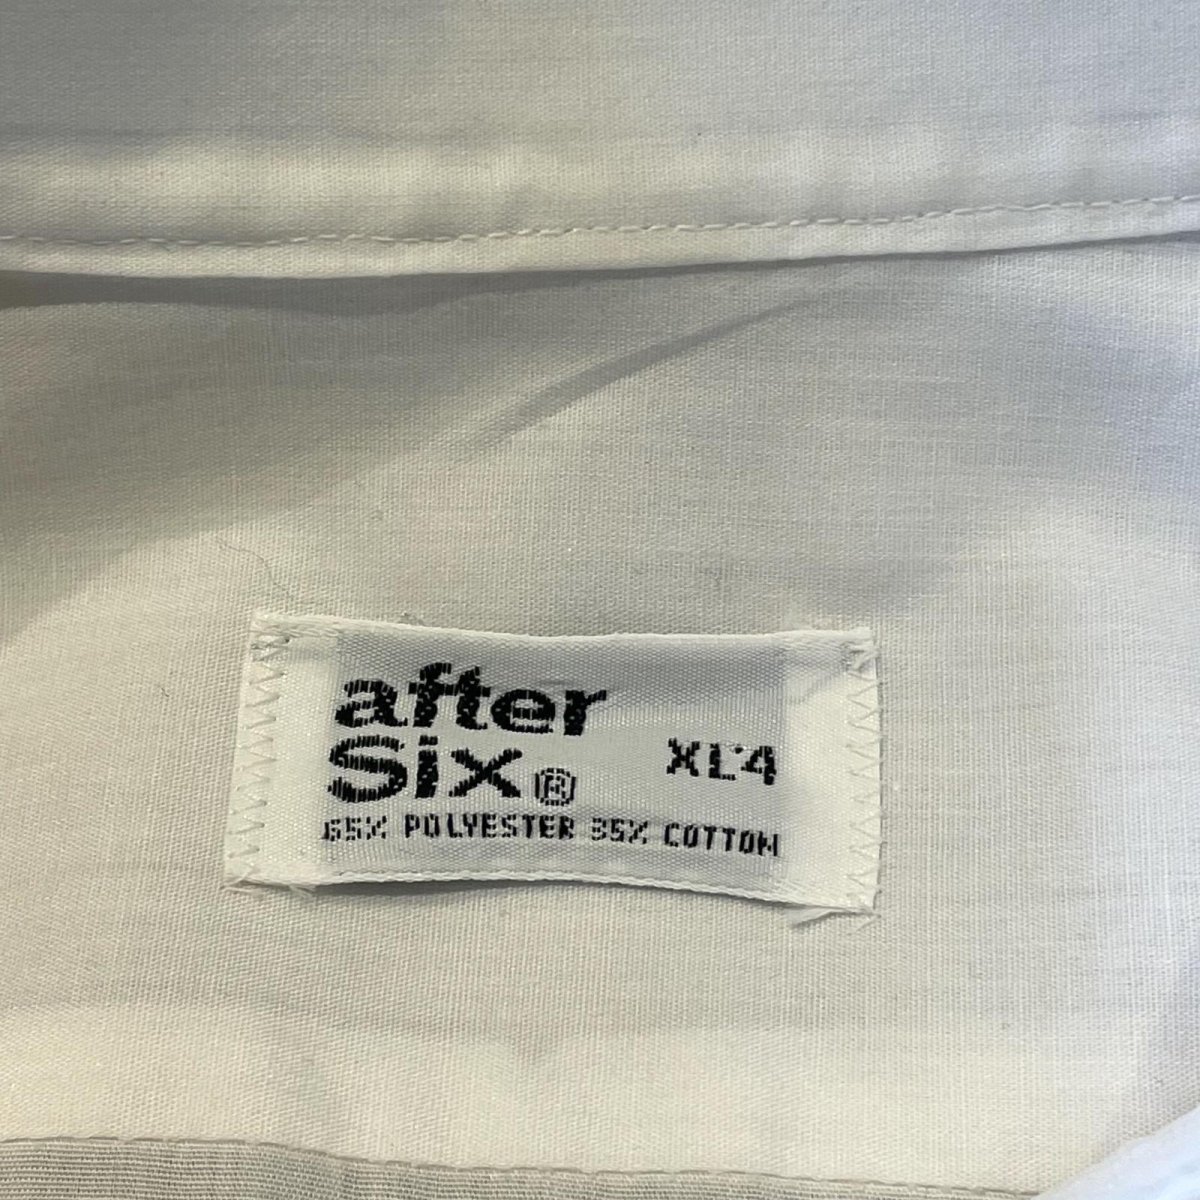 after
Six®
XL4
65% POLYESTER 35% COTTON